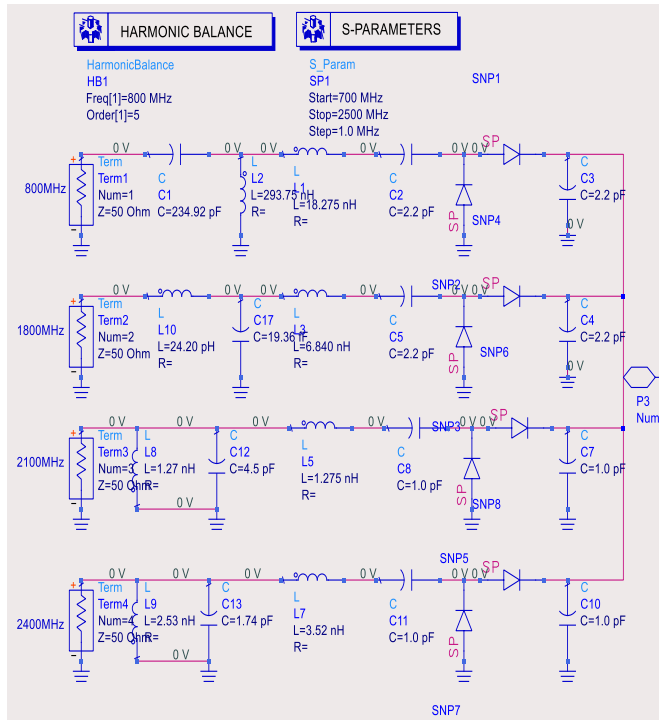 HARMONIC BALANCE
S-PARAMETERS
HarmonicBalance
HB1
Freq[1]=800 MHz
Order[1]=5
S_Param
SP1
Start=700 MHz
Stop=2500 MHz
Step=1.0 MHz
SNP1
0 V
0 V
0 V
0 V
0 V
0 V
SP
800MHz
+
Term
Term1
Num=1
Z=50 Ohm
-
C
C1
C=234.92 pF
L
L2
L=293.75 nH
R=
L
L1
L=18.275 nH
R=
C
C2
C=2.2 pF
SP
SNP4
C
C3
C=2.2 pF
0 V
0 V
0 V
0 V
0 V
SNP2
0 V
0 V
SP
1800MHz
+
Term
Term2
Num=2
Z=50 Ohm
-
L
L10
L=24.20 pH
R=
C
C17
C=19.36 fF
L
L3
L=6.840 nH
R=
C
C5
C=2.2 pF
SP
SNP6
C
C4
C=2.2 pF
0 V
P3
Num
0 V
0 V
0 V
0 V
SNP3
0 V
0 V
SP
2100MHz
+
Term
Term3
Num=3
Z=50 Ohm
-
L
L8
L=1.27 nH
R=
C
C12
C=4.5 pF
0 V
L
L5
L=1.275 nH
R=
C
C8
C=1.0 pF
SP
SNP8
C
C7
C=1.0 pF
SNP5
0 V
0 V
0 V
0 V
0 V
0 V
SP
2400MHz
+
Term
Term4
Num=4
Z=50 Ohm
-
L
L9
L=2.53 nH
R=
C
C13
C=1.74 pF
0 V
L
L7
L=3.52 nH
R=
C
C11
C=1.0 pF
SP
C
C10
C=1.0 pF
SNP7